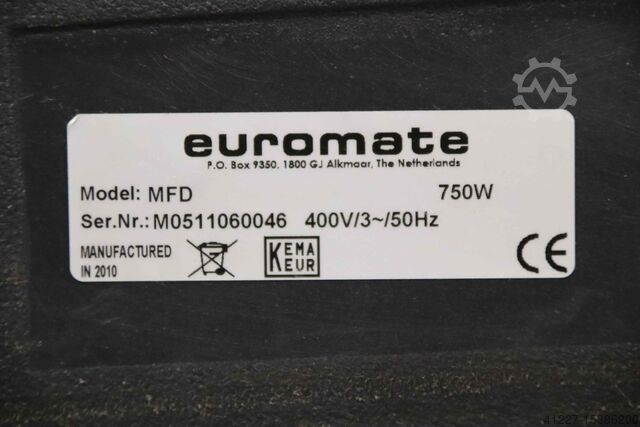 euromate
P.O. Box 9350, 1800 GJ Alkmaar, The Netherlands
Model: MFD 750W
Ser.Nr.: M0511060046 400V/3~/50Hz
MANUFACTURED
IN 2010
KEMA
KEUR
CE